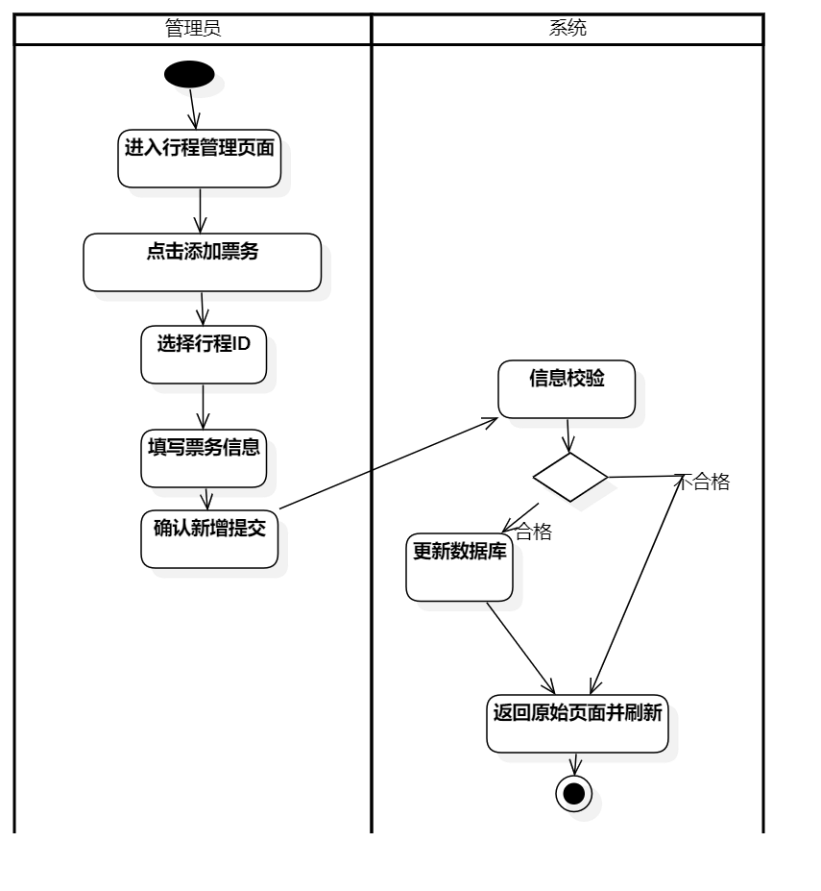 管理员
系统
进入行程管理页面
点击添加票务
选择行程ID
填写票务信息
确认新增提交
信息校验
不合格
合格
更新数据库
返回原始页面并刷新